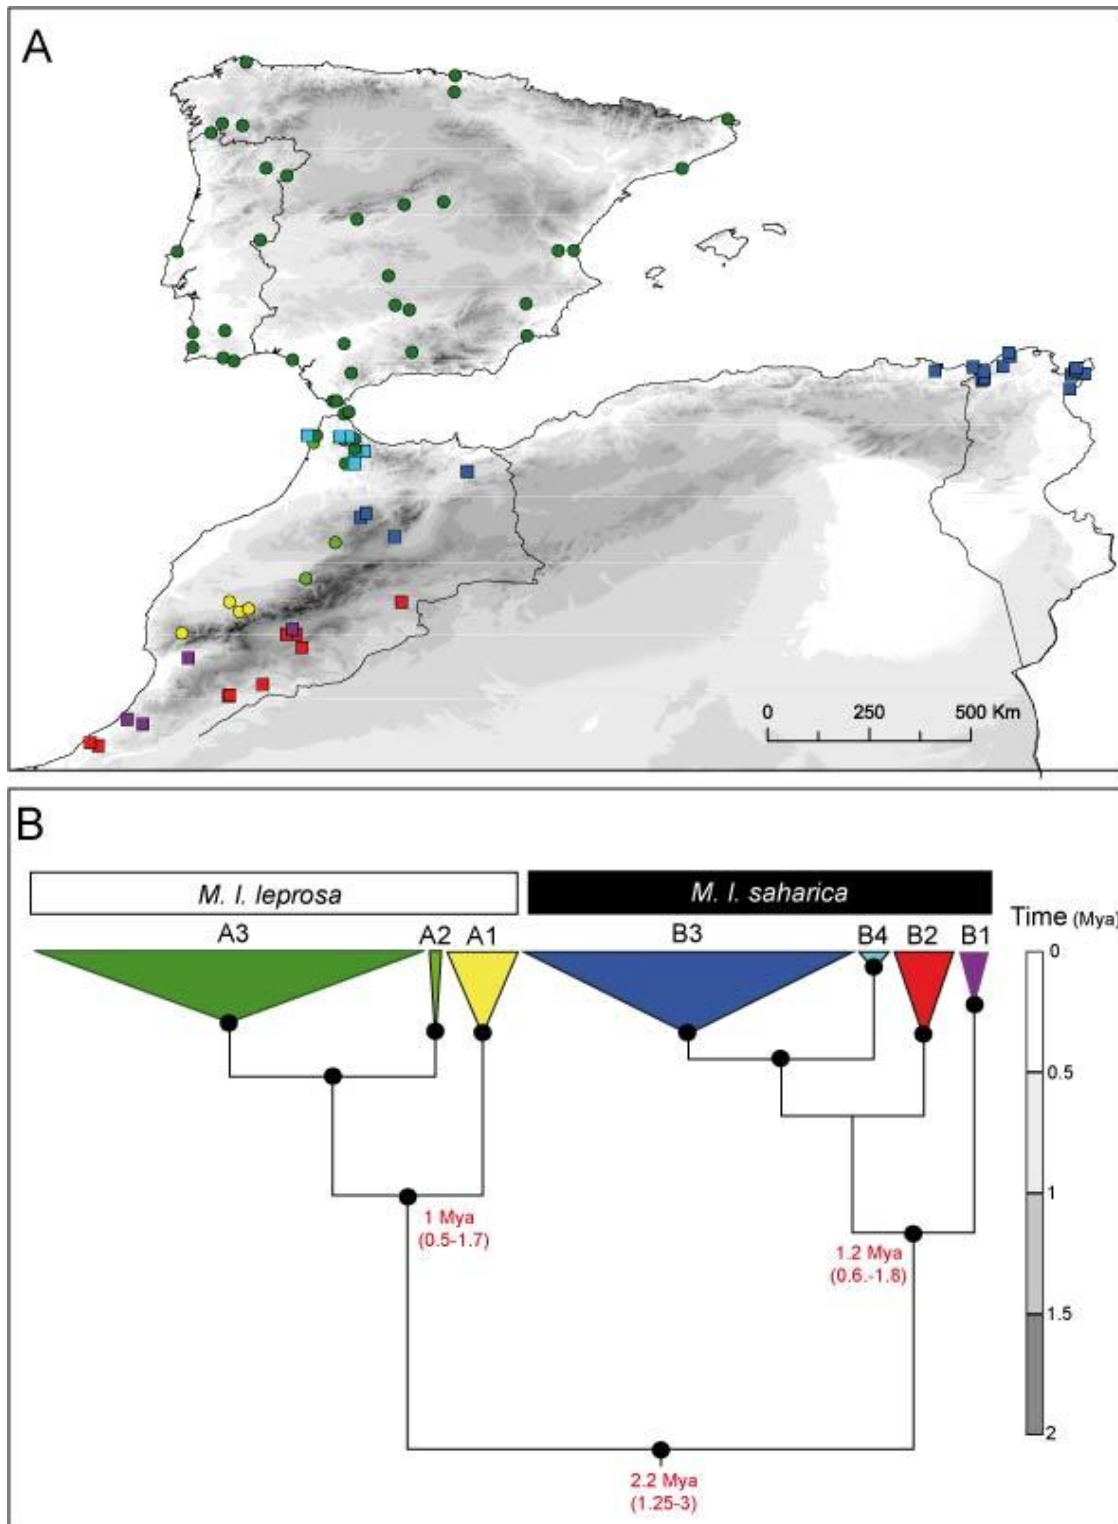 A
0 250 500 Km
B
M. l. leprosa M. l. saharica
Time (Mya)
A3 A2 A1 B3 B4 B2 B1
0
0.5
1
1 Mya
(0.5-1.7)
1.2 Mya
(0.6.-1.8)
1.5
2
2.2 Mya
(1.25-3)